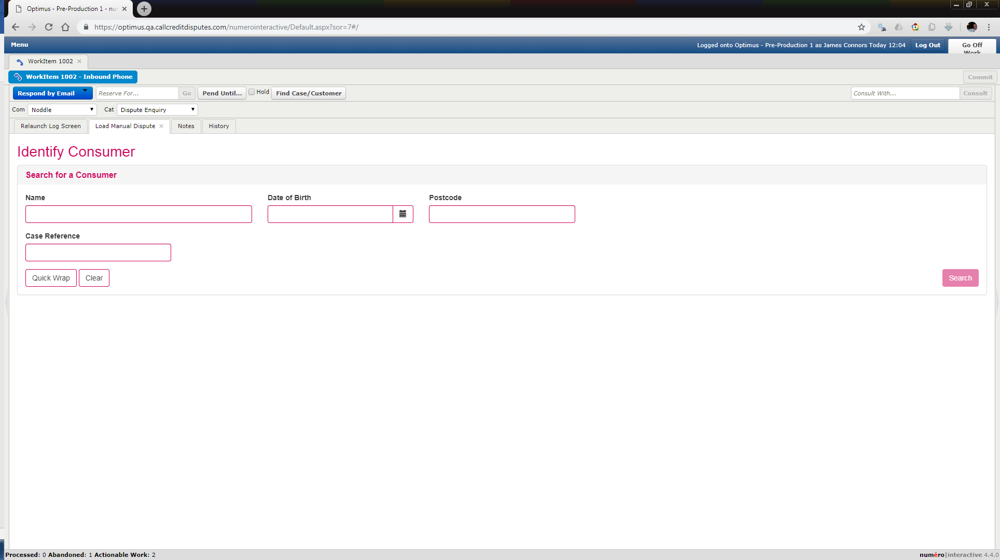 Optimus - Pre-Production 1 - nu
https://optimus.qa.callcreditdisputes.com/numerointeractive/Default.aspx?sor=7#/
Menu
Logged onto Optimus - Pre-Production 1 as James Connors Today 12:04
Log Out
Go Off
Work
WorkItem 1002
WorkItem 1002 - Inbound Phone
Commit
Respond by Email
Reserve For...
Go
Pend Until...
Hold
Find Case/Customer
Consult With...
Consult
Com
Noddle
Cat
Dispute Enquiry
Relaunch Log Screen
Load Manual Dispute
Notes
History
Identify Consumer
Search for a Consumer
Name
Date of Birth
Postcode
Case Reference
Quick Wrap
Clear
Search
Processed: 0 Abandoned: 1 Actionable Work: 2
numéro|interactive 4.4.0